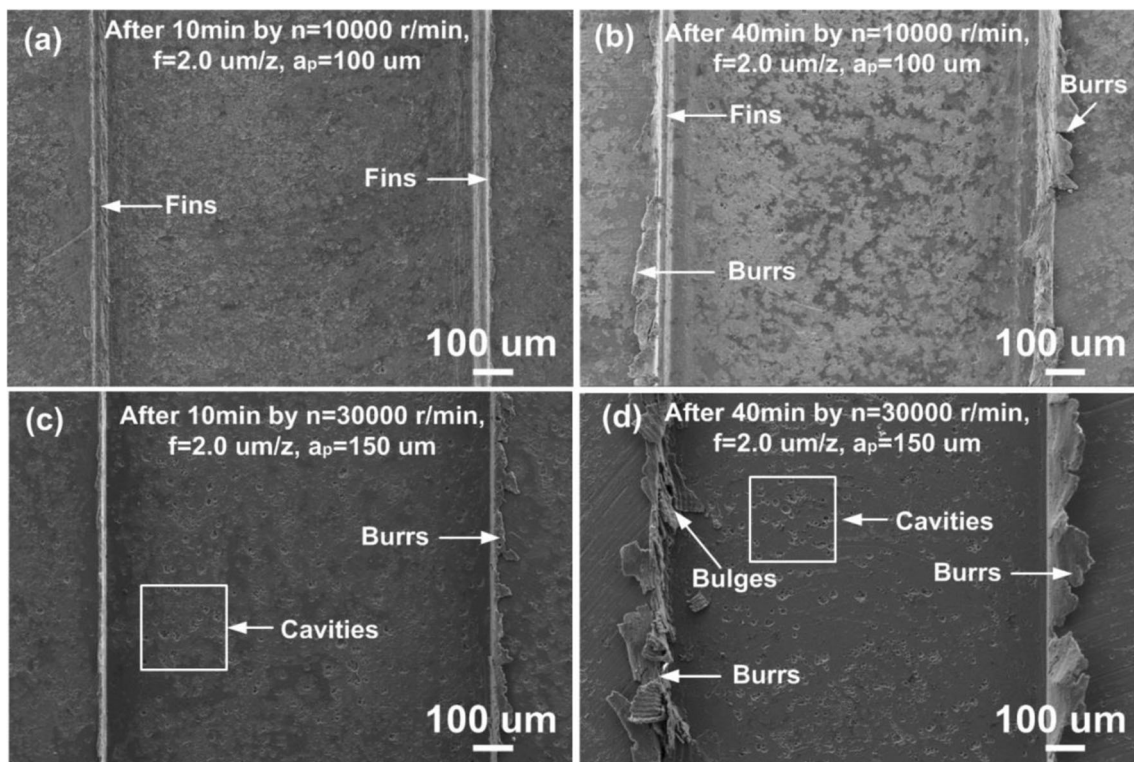 (a) After 10min by n=10000 r/min,
f=2.0 um/z, aₚ=100 um
Fins
Fins
100 um
(b) After 40min by n=10000 r/min,
f=2.0 um/z, aₚ=100 um
Burrs
Fins
Burrs
100 um
(c) After 10min by n=30000 r/min,
f=2.0 um/z, aₚ=150 um
Burrs
Cavities
100 um
(d) After 40min by n=30000 r/min,
f=2.0 um/z, aₚ=150 um
Cavities
Bulges
Burrs
Burrs
100 um